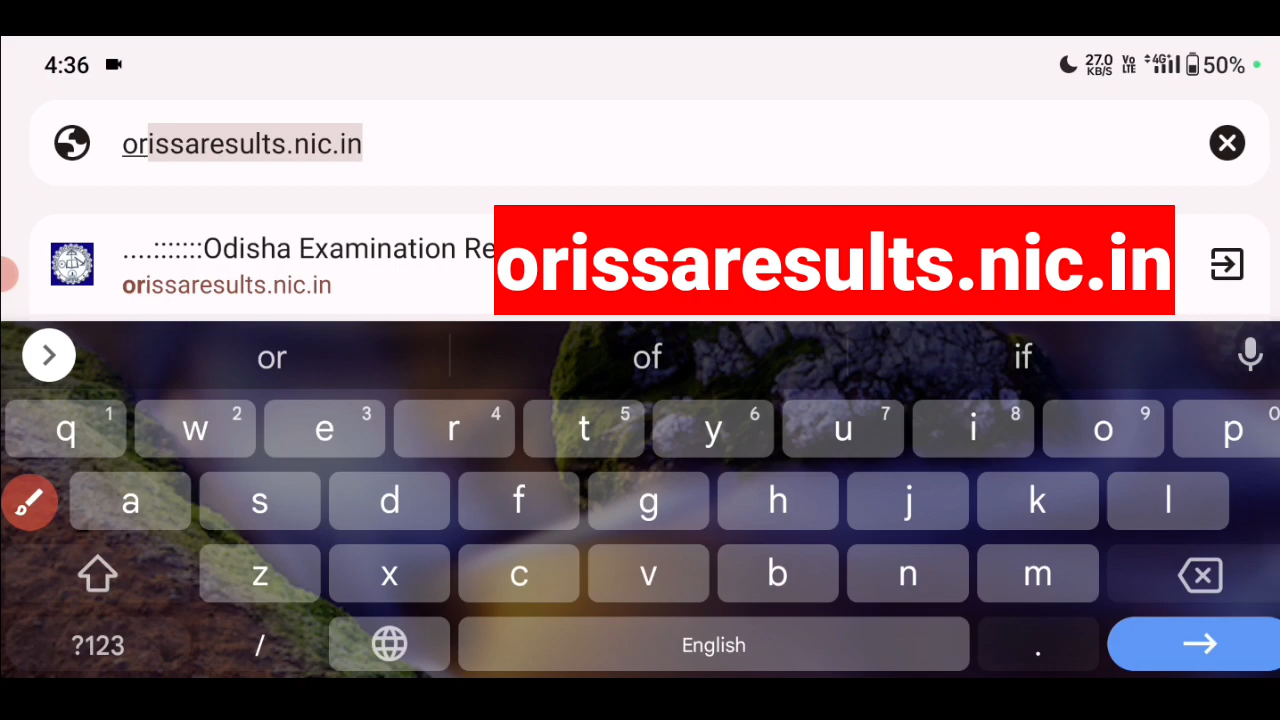 4:36 27.0 KB/S Vo LTE 4G+ 50%
orissaresults.nic.in
....:::::::Odisha Examination Re
orissaresults.nic.in
orissaresults.nic.in
or of if
q 1 w 2 e 3 r 4 t 5 y 6 u 7 i 8 o 9 p 0
a s d f g h j k l
z x c v b n m
?123 / English .